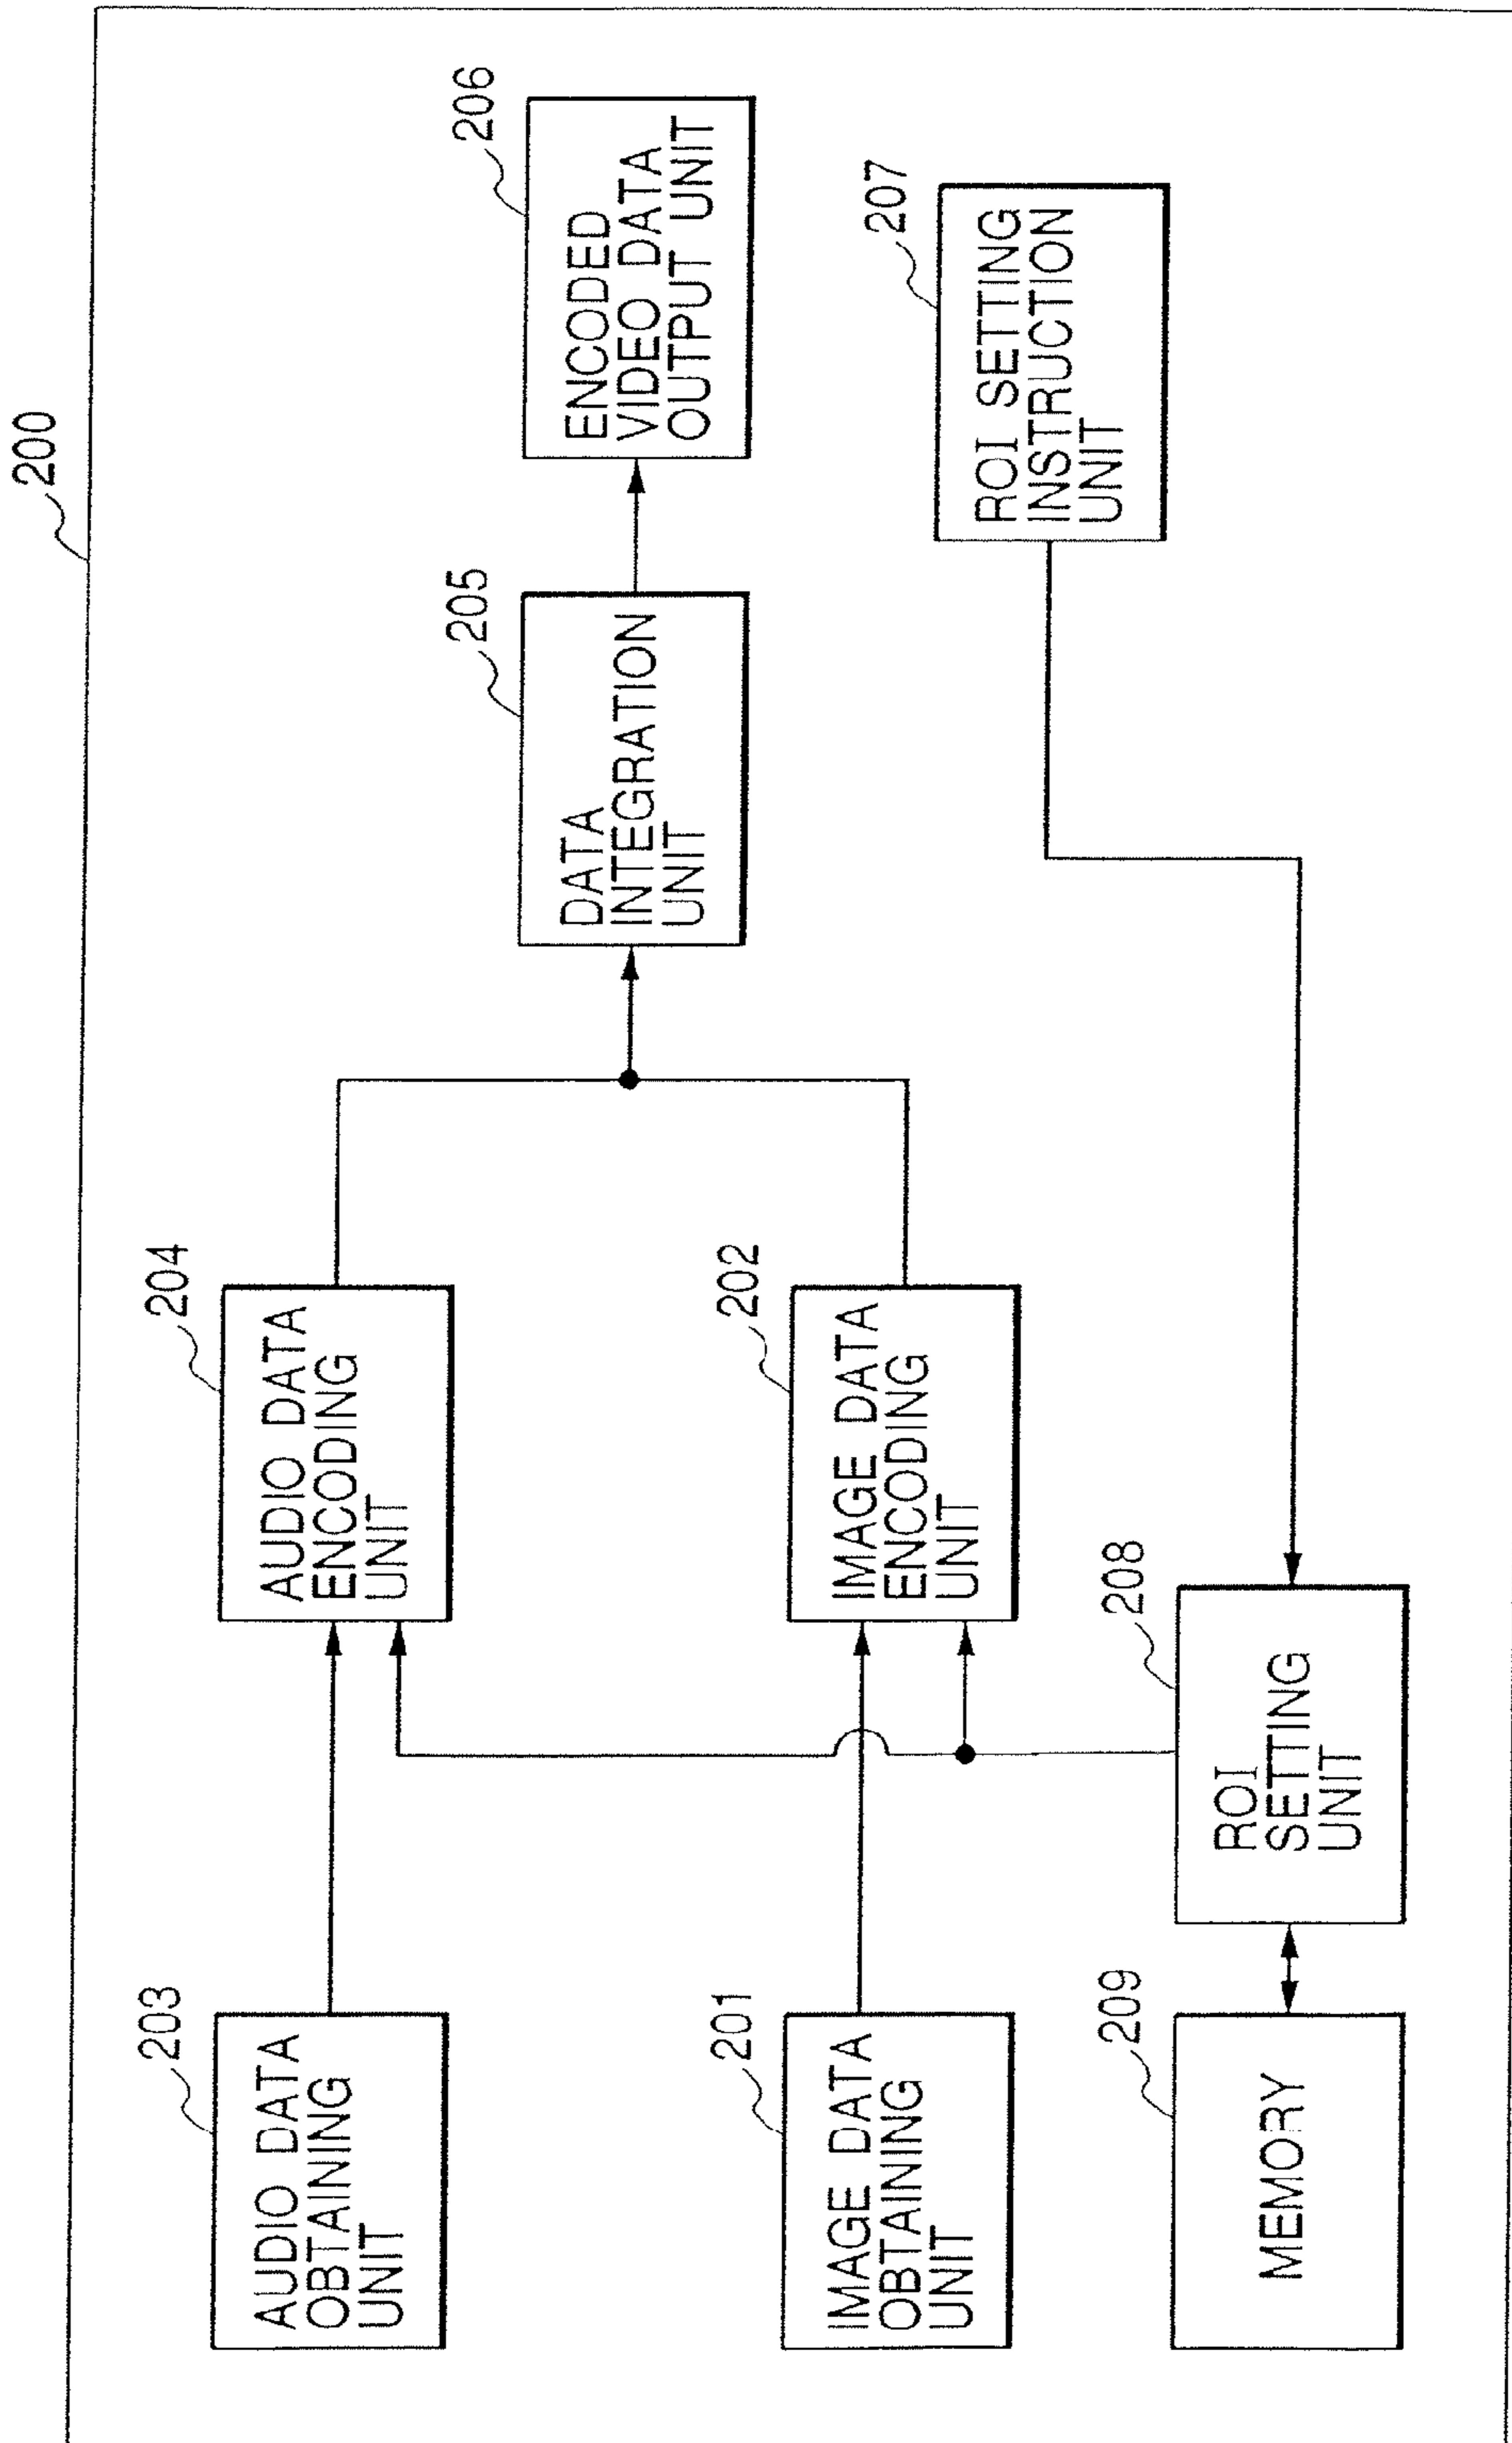 200
203
AUDIO DATA
OBTAINING
UNIT
204
AUDIO DATA
ENCODING
UNIT
205
DATA
INTEGRATION
UNIT
206
ENCODED
VIDEO DATA
OUTPUT UNIT
201
IMAGE DATA
OBTAINING
UNIT
202
IMAGE DATA
ENCODING
UNIT
207
ROI SETTING
INSTRUCTION
UNIT
209
MEMORY
208
ROI
SETTING
UNIT